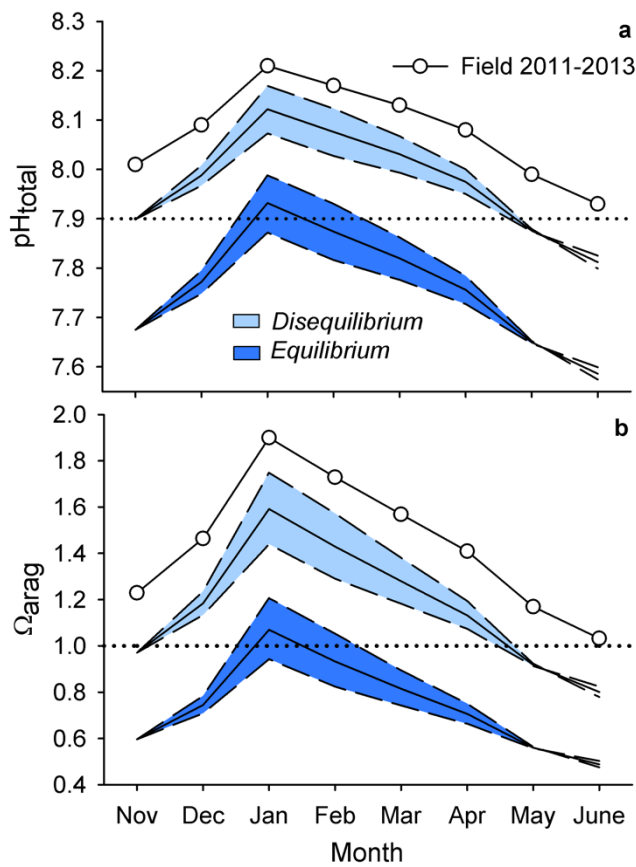 a
Field 2011-2013
8.3
8.2
8.1
8.0
7.9
7.8
7.7
7.6
pHtotal
Disequilibrium
Equilibrium
b
2.0
1.8
1.6
1.4
1.2
1.0
0.8
0.6
0.4
Ωarag
Nov Dec Jan Feb Mar Apr May June
Month